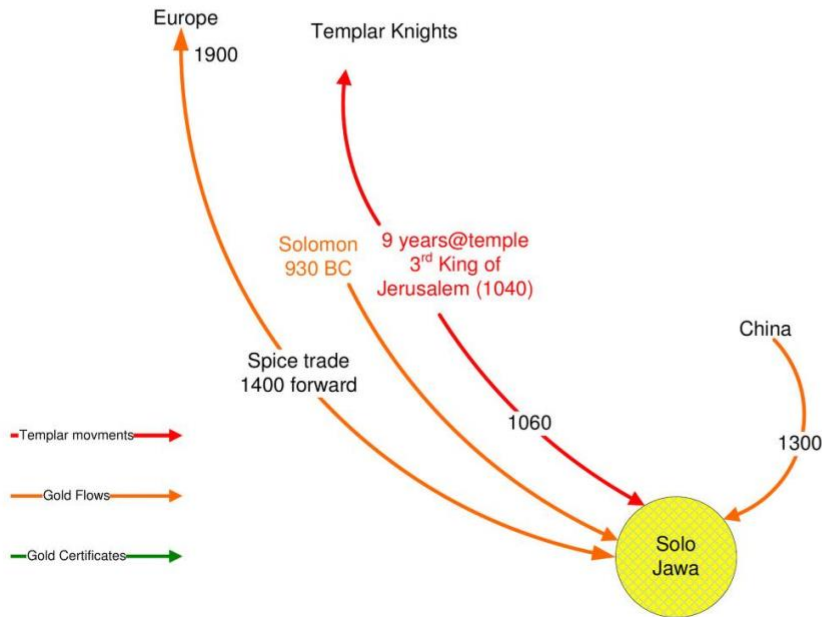 Europe
1900
Templar Knights
Solomon
930 BC
9 years@temple
3rd King of
Jerusalem (1040)
China
Spice trade
1400 forward
1060
1300
Templar movments
Gold Flows
Gold Certificates
Solo
Jawa